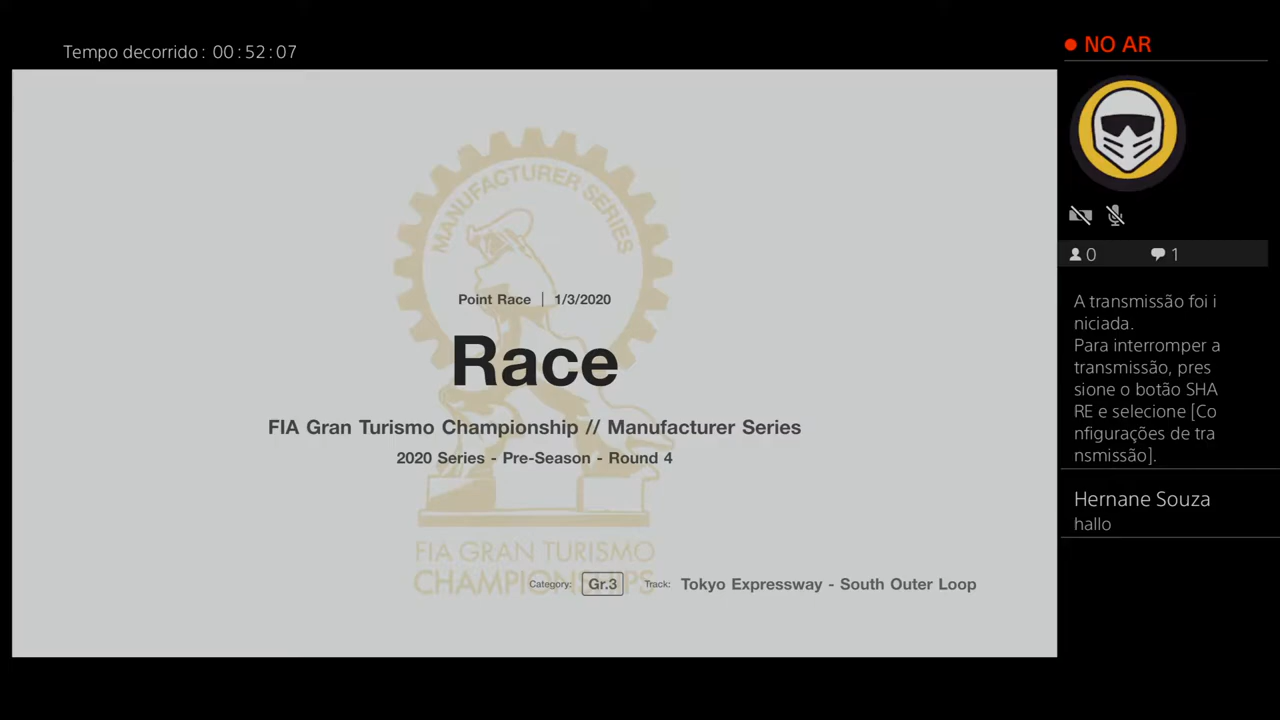 Tempo decorrido: 00:52:07
NO AR
MANUFACTURER SERIES
Point Race | 1/3/2020
Race
FIA Gran Turismo Championship // Manufacturer Series
2020 Series - Pre-Season - Round 4
FIA GRAN TURISMO
CHAMPIONSHIPS
Category: Gr.3 Track: Tokyo Expressway - South Outer Loop
0 1
A transmissão foi i
niciada.
Para interromper a
transmissão, pres
sione o botão SHA
RE e selecione [Co
nfigurações de tra
nsmissão].
Hernane Souza
hallo